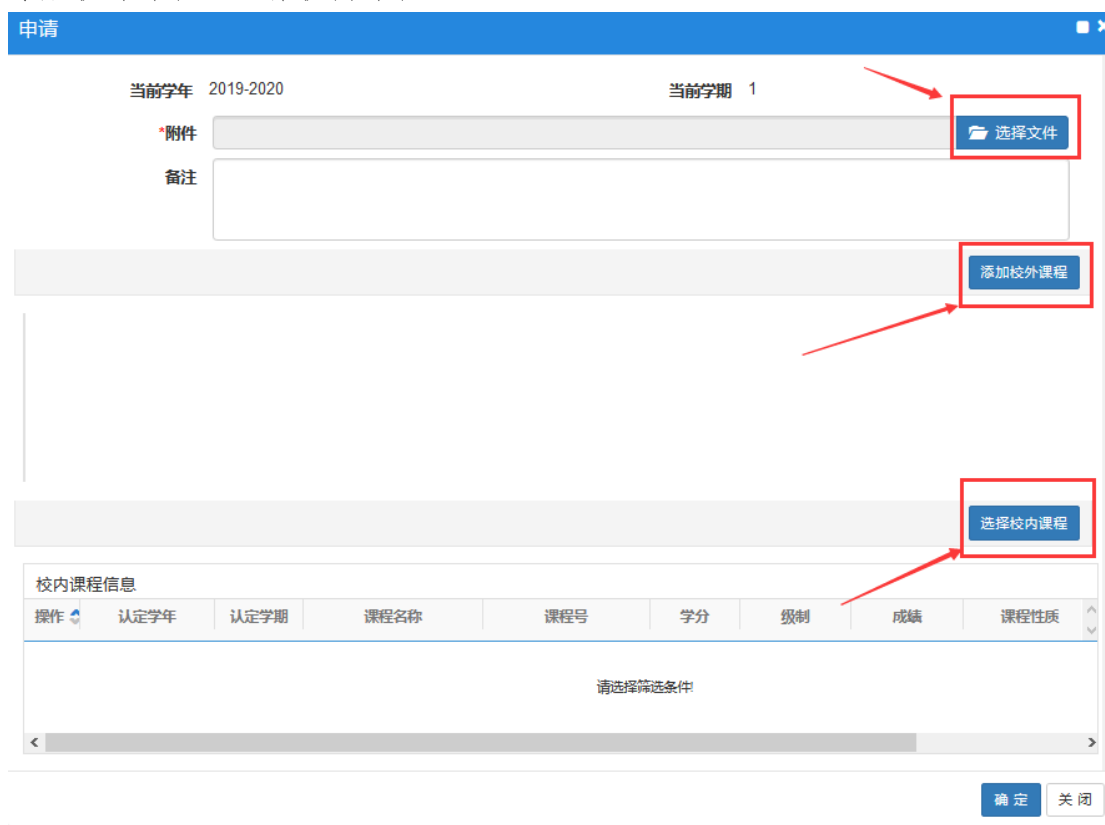 申请
当前学年 2019-2020 当前学期 1
*附件 选择文件
备注
添加校外课程
选择校内课程
校内课程信息
操作 认定学年 认定学期 课程名称 课程号 学分 级制 成绩 课程性质
请选择筛选条件!
确 定 关 闭